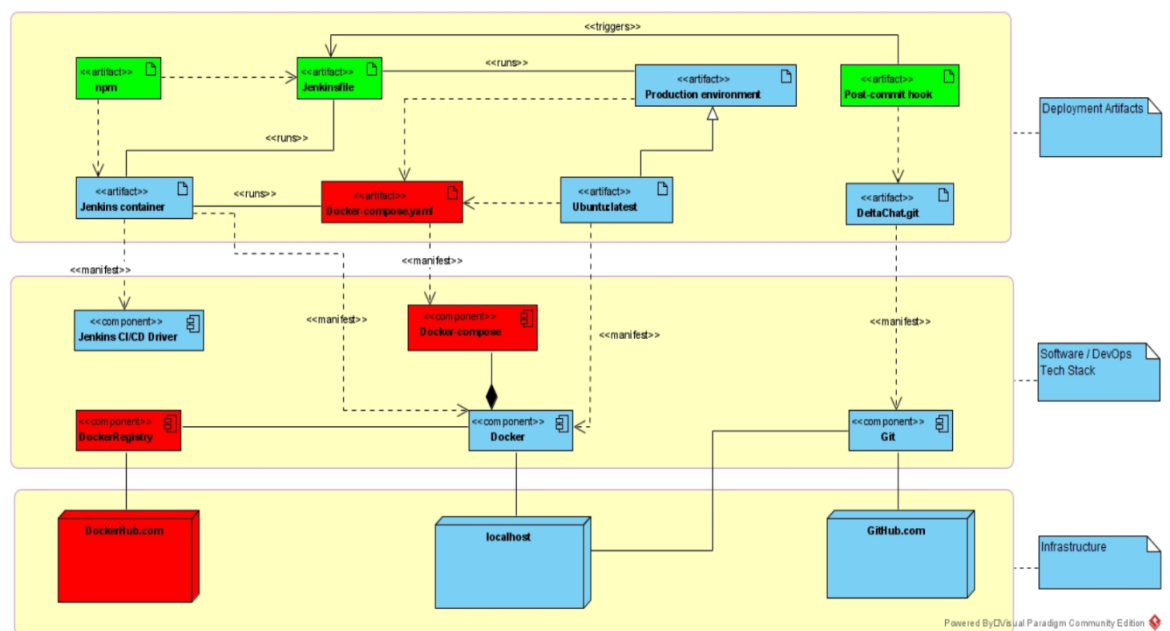 <<triggers>>
<<artifact>>
npm
<<artifact>>
Jenkinsfile
<<runs>>
<<artifact>>
Production environment
<<artifact>>
Post-commit hook
Deployment Artifacts
<<runs>>
<<artifact>>
Jenkins container
<<runs>>
<<artifact>>
Docker-compose.yaml
<<artifact>>
Ubuntu:latest
<<artifact>>
DeltaChat.git
<<manifest>>
<<manifest>>
<<manifest>>
<<manifest>>
<<manifest>>
<<component>>
Jenkins CI/CD Driver
<<component>>
Docker-compose
Software / DevOps
Tech Stack
<<component>>
DockerRegistry
<<component>>
Docker
<<component>>
Git
DockerHub.com
localhost
GitHub.com
Infrastructure
Powered By Visual Paradigm Community Edition